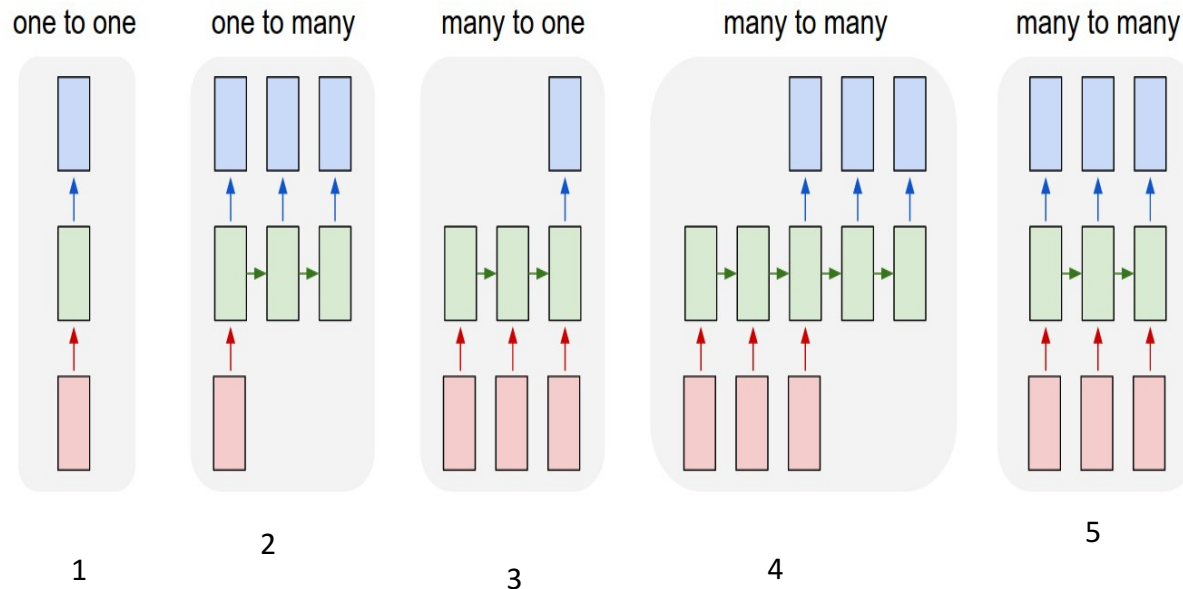 one to one
one to many
many to one
many to many
many to many
1
2
3
4
5